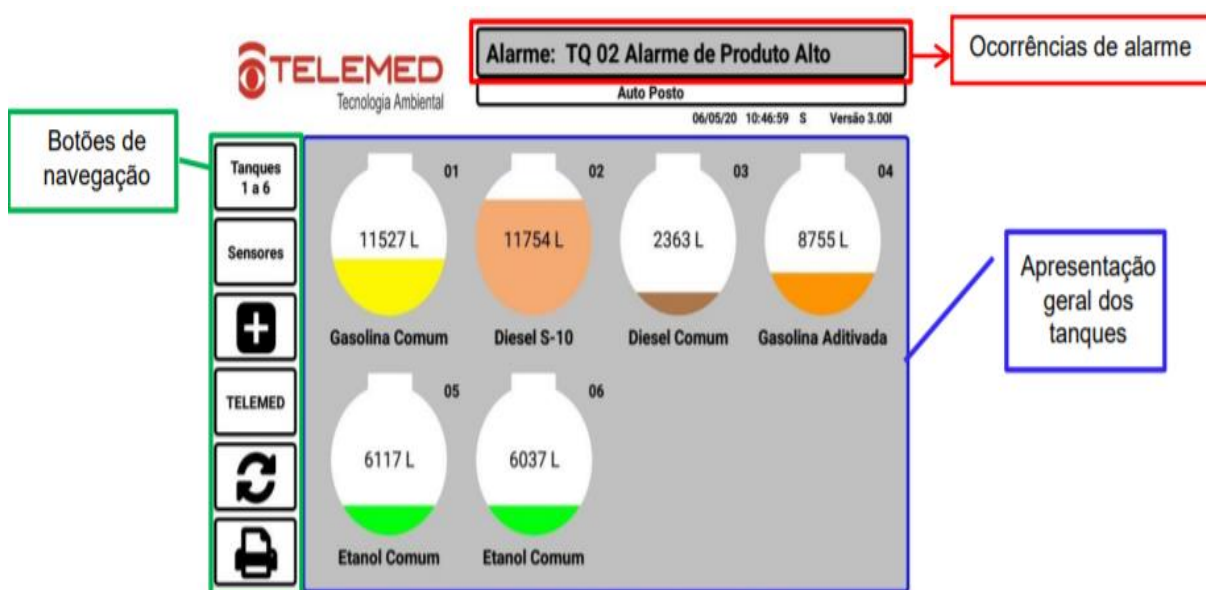 TELEMED
Tecnologia Ambiental
Alarme: TQ 02 Alarme de Produto Alto
Ocorrências de alarme
Auto Posto
06/05/20 10:46:59 S Versão 3.00I
Botões de
navegação
Tanques
1 a 6
Sensores
TELEMED
01
11527 L
Gasolina Comum
02
11754 L
Diesel S-10
03
2363 L
Diesel Comum
04
8755 L
Gasolina Aditivada
05
6117 L
Etanol Comum
06
6037 L
Etanol Comum
Apresentação
geral dos
tanques